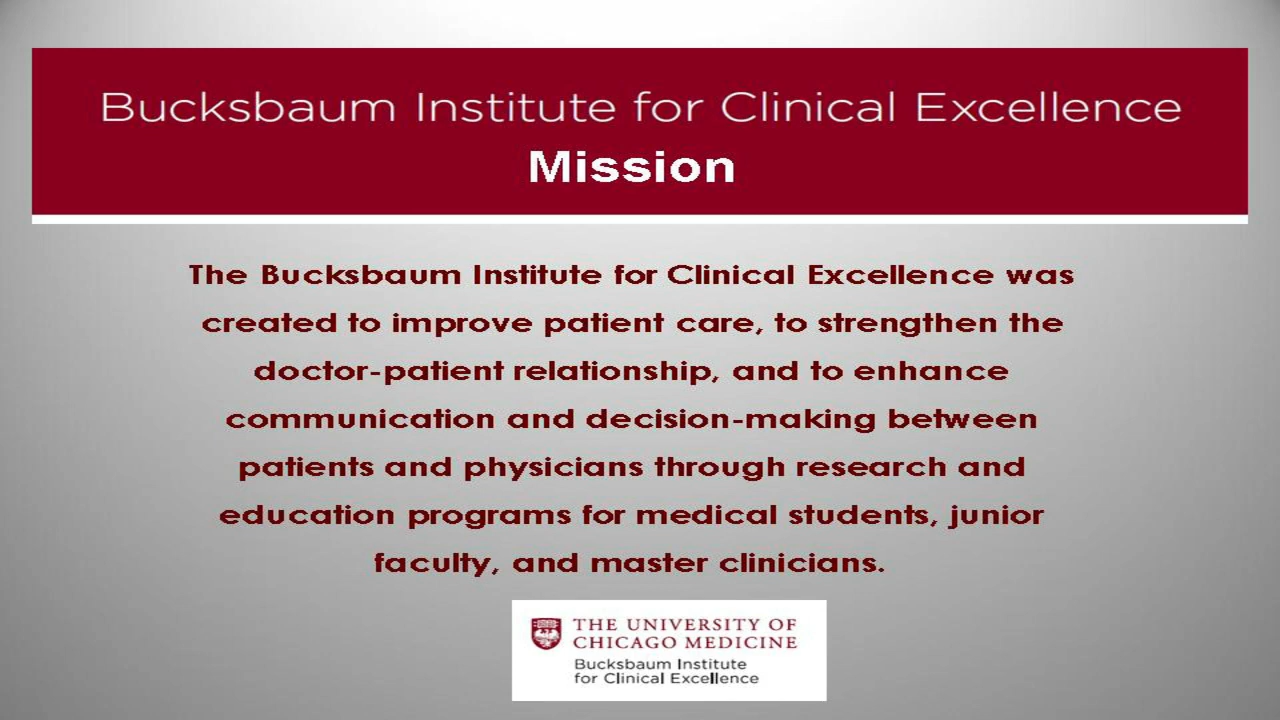 Bucksbaum Institute for Clinical Excellence
Mission
The Bucksbaum Institute for Clinical Excellence was
created to improve patient care, to strengthen the
doctor-patient relationship, and to enhance
communication and decision-making between
patients and physicians through research and
education programs for medical students, junior
faculty, and master clinicians.
THE UNIVERSITY OF
CHICAGO MEDICINE
Bucksbaum Institute
for Clinical Excellence